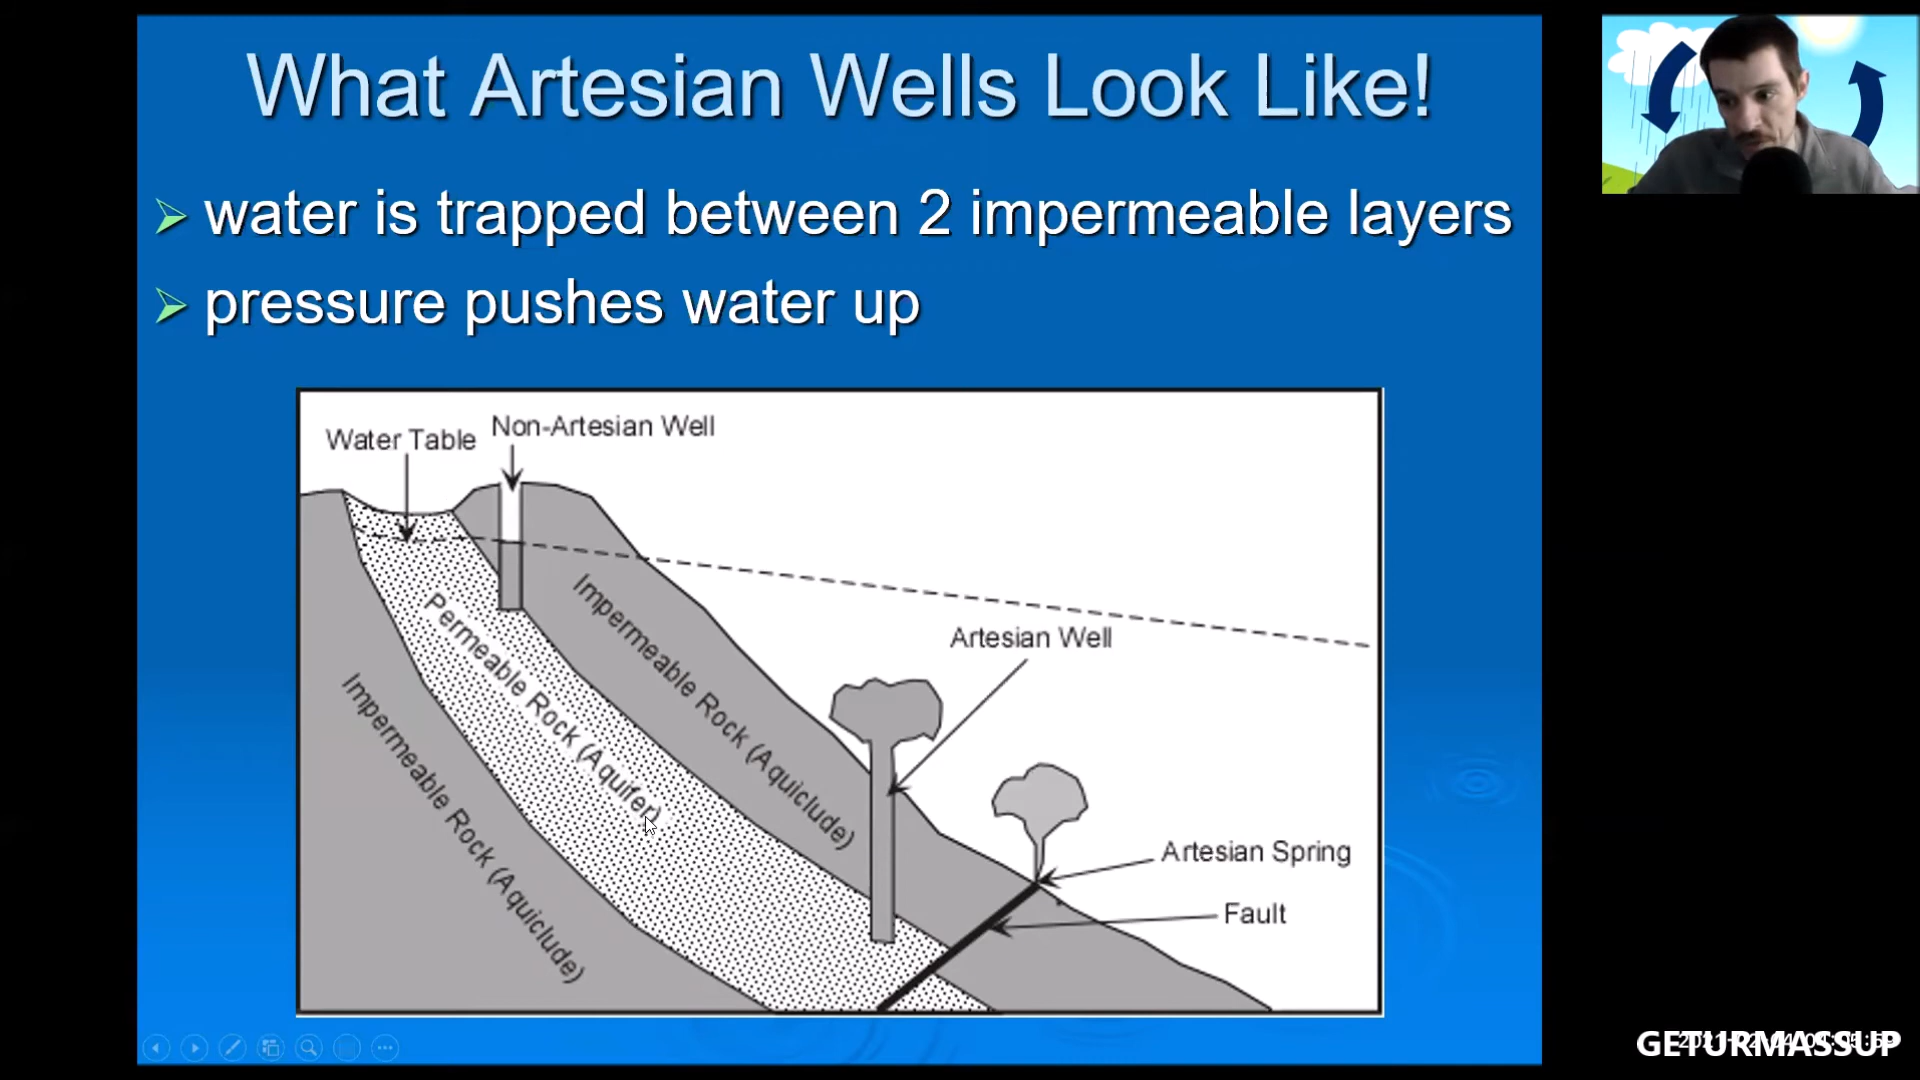 What Artesian Wells Look Like!
water is trapped between 2 impermeable layers
pressure pushes water up
Water Table
Non-Artesian Well
Permeable Rock (Aquifer)
Impermeable Rock (Aquiclude)
Impermeable Rock (Aquiclude)
Artesian Well
Artesian Spring
Fault
GETURMASSUP